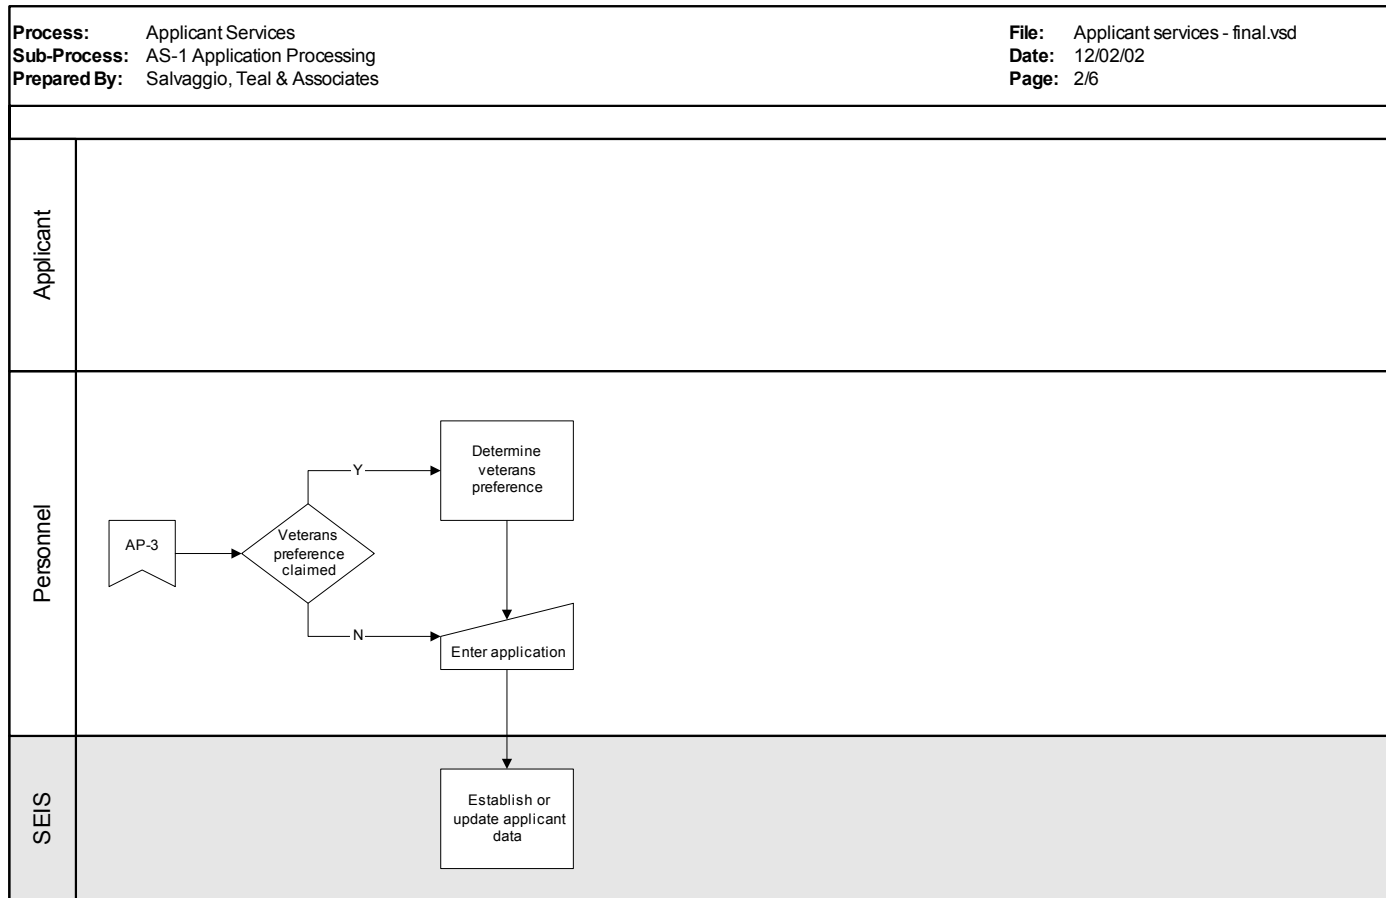 Process: Applicant Services
Sub-Process: AS-1 Application Processing
Prepared By: Salvaggio, Teal & Associates
File: Applicant services - final.vsd
Date: 12/02/02
Page: 2/6
Applicant
Personnel
AP-3
Veterans
preference
claimed
Y
Determine
veterans
preference
N
Enter application
SEIS
Establish or
update applicant
data